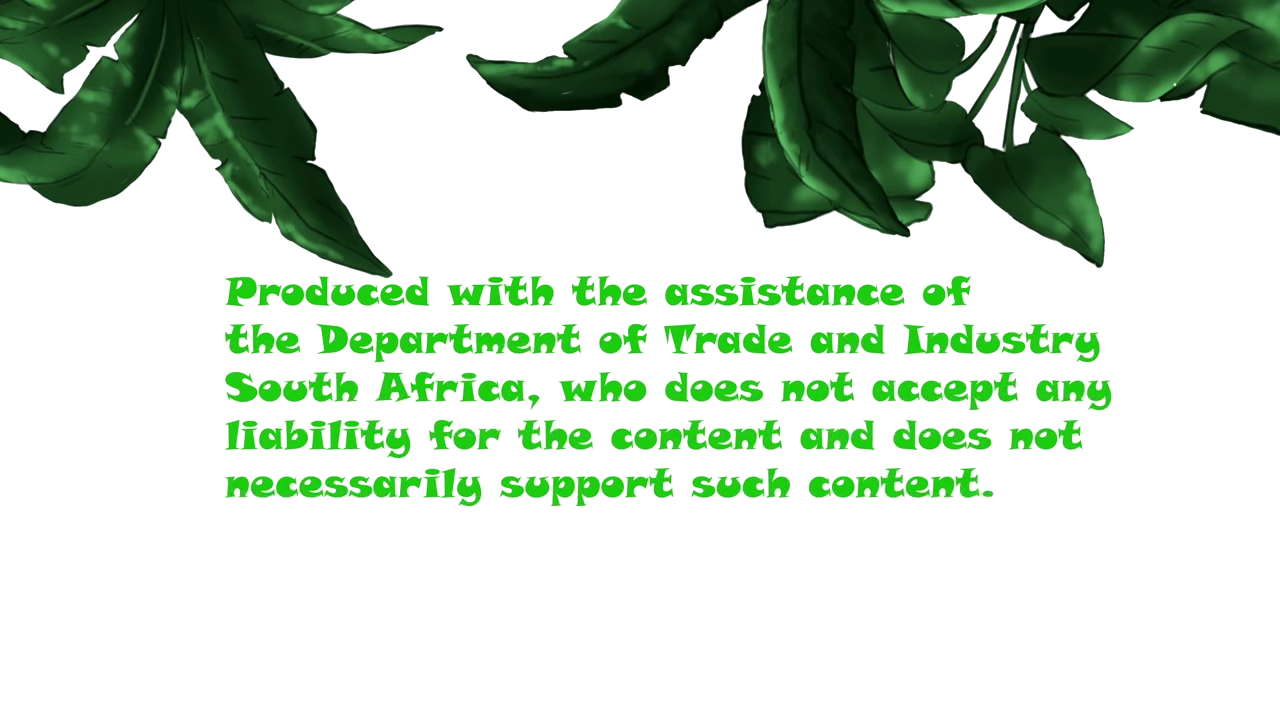 Produced with the assistance of
the Department of Trade and Industry
South Africa, who does not accept any
liability for the content and does not
necessarily support such content.